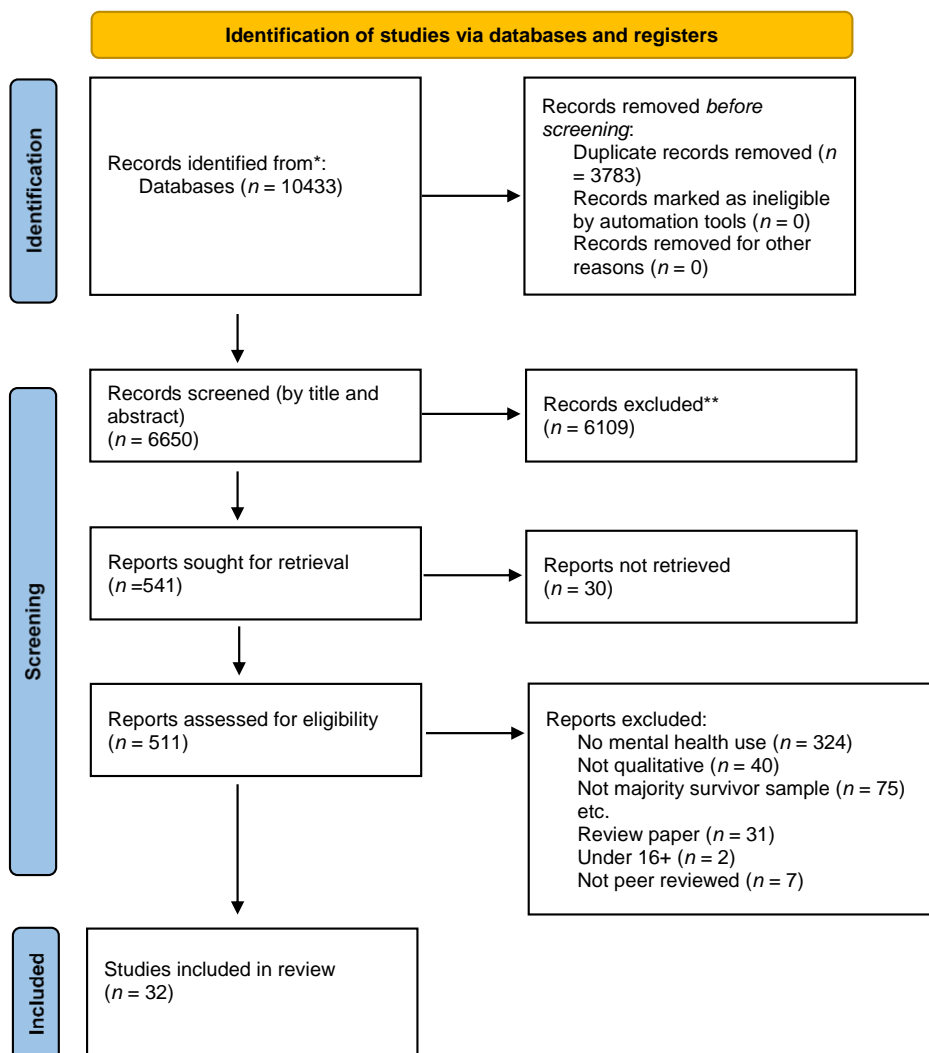 Identification of studies via databases and registers
Identification
Records identified from*:
Databases (n = 10433)
Records removed before
screening:
Duplicate records removed (n
= 3783)
Records marked as ineligible
by automation tools (n = 0)
Records removed for other
reasons (n = 0)
Screening
Records screened (by title and
abstract)
(n = 6650)
Records excluded**
(n = 6109)
Reports sought for retrieval
(n =541)
Reports not retrieved
(n = 30)
Reports assessed for eligibility
(n = 511)
Reports excluded:
No mental health use (n = 324)
Not qualitative (n = 40)
Not majority survivor sample (n = 75)
etc.
Review paper (n = 31)
Under 16+ (n = 2)
Not peer reviewed (n = 7)
Included
Studies included in review
(n = 32)